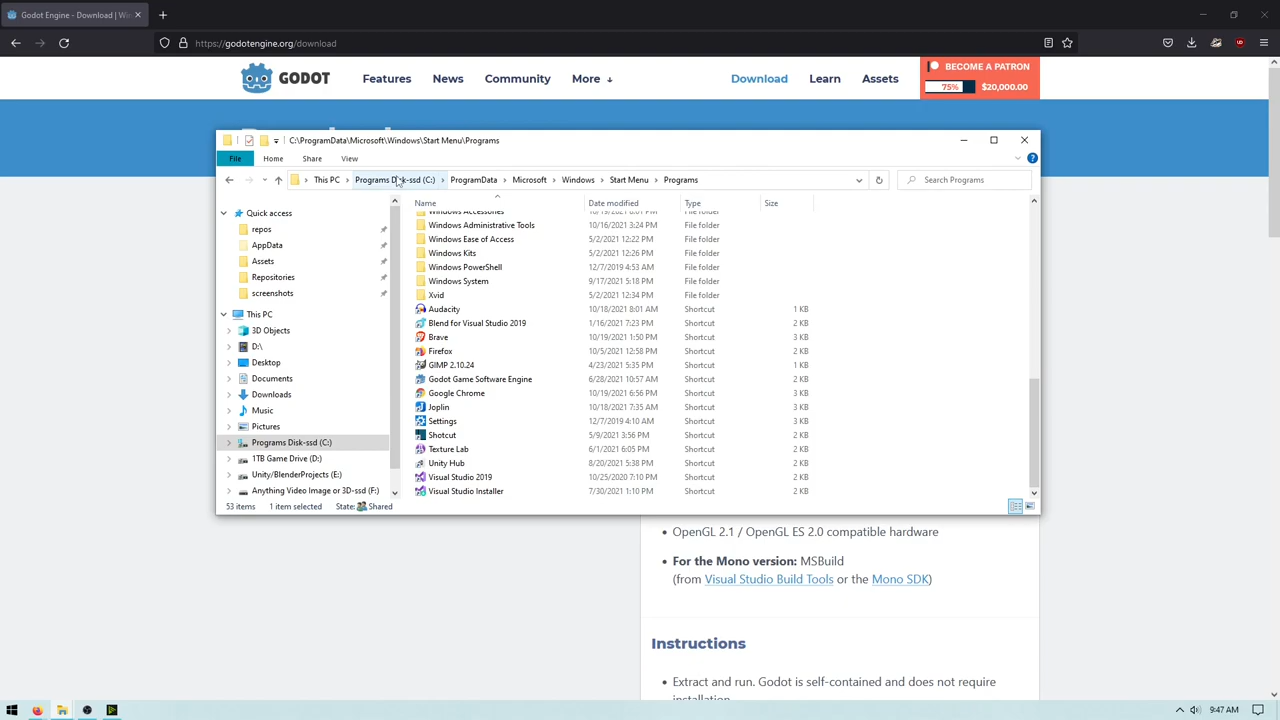 Godot Engine - Download | Wi
https://godotengine.org/download
GODOT
Features
News
Community
More ↓
Download
Learn
Assets
BECOME A PATRON
75%
$20,000.00
C:\ProgramData\Microsoft\Windows\Start Menu\Programs
File
Home
Share
View
This PC
Programs Disk-ssd (C:)
ProgramData
Microsoft
Windows
Start Menu
Programs
Search Programs
Quick access
repos
AppData
Assets
Repositories
screenshots
This PC
3D Objects
D:\
Desktop
Documents
Downloads
Music
Pictures
Programs Disk-ssd (C:)
1TB Game Drive (D:)
Unity/BlenderProjects (E:)
Anything Video Image or 3D-ssd (F:)
Name Date modified Type Size
Windows Accessories 10/19/2021 8:01 PM File folder
Windows Administrative Tools 10/16/2021 3:24 PM File folder
Windows Ease of Access 5/2/2021 12:22 PM File folder
Windows Kits 5/2/2021 12:26 PM File folder
Windows PowerShell 12/7/2019 4:53 AM File folder
Windows System 9/17/2021 5:18 PM File folder
Xvid 5/2/2021 12:34 PM File folder
Audacity 10/18/2021 8:01 AM Shortcut 1 KB
Blend for Visual Studio 2019 1/16/2021 7:23 PM Shortcut 2 KB
Brave 10/19/2021 1:50 PM Shortcut 3 KB
Firefox 10/5/2021 12:58 PM Shortcut 2 KB
GIMP 2.10.24 4/23/2021 5:35 PM Shortcut 1 KB
Godot Game Software Engine 6/28/2021 10:57 AM Shortcut 2 KB
Google Chrome 10/19/2021 6:56 PM Shortcut 3 KB
Joplin 10/18/2021 7:35 AM Shortcut 3 KB
Settings 12/7/2019 4:10 AM Shortcut 3 KB
Shotcut 5/9/2021 3:56 PM Shortcut 2 KB
Texture Lab 6/1/2021 6:05 PM Shortcut 2 KB
Unity Hub 8/20/2021 5:38 PM Shortcut 2 KB
Visual Studio 2019 10/25/2020 7:10 PM Shortcut 2 KB
Visual Studio Installer 7/30/2021 1:10 PM Shortcut 2 KB
53 items 1 item selected State: Shared
OpenGL 2.1 / OpenGL ES 2.0 compatible hardware
For the Mono version: MSBuild
(from Visual Studio Build Tools or the Mono SDK)
Instructions
Extract and run. Godot is self-contained and does not require
installation.
9:47 AM